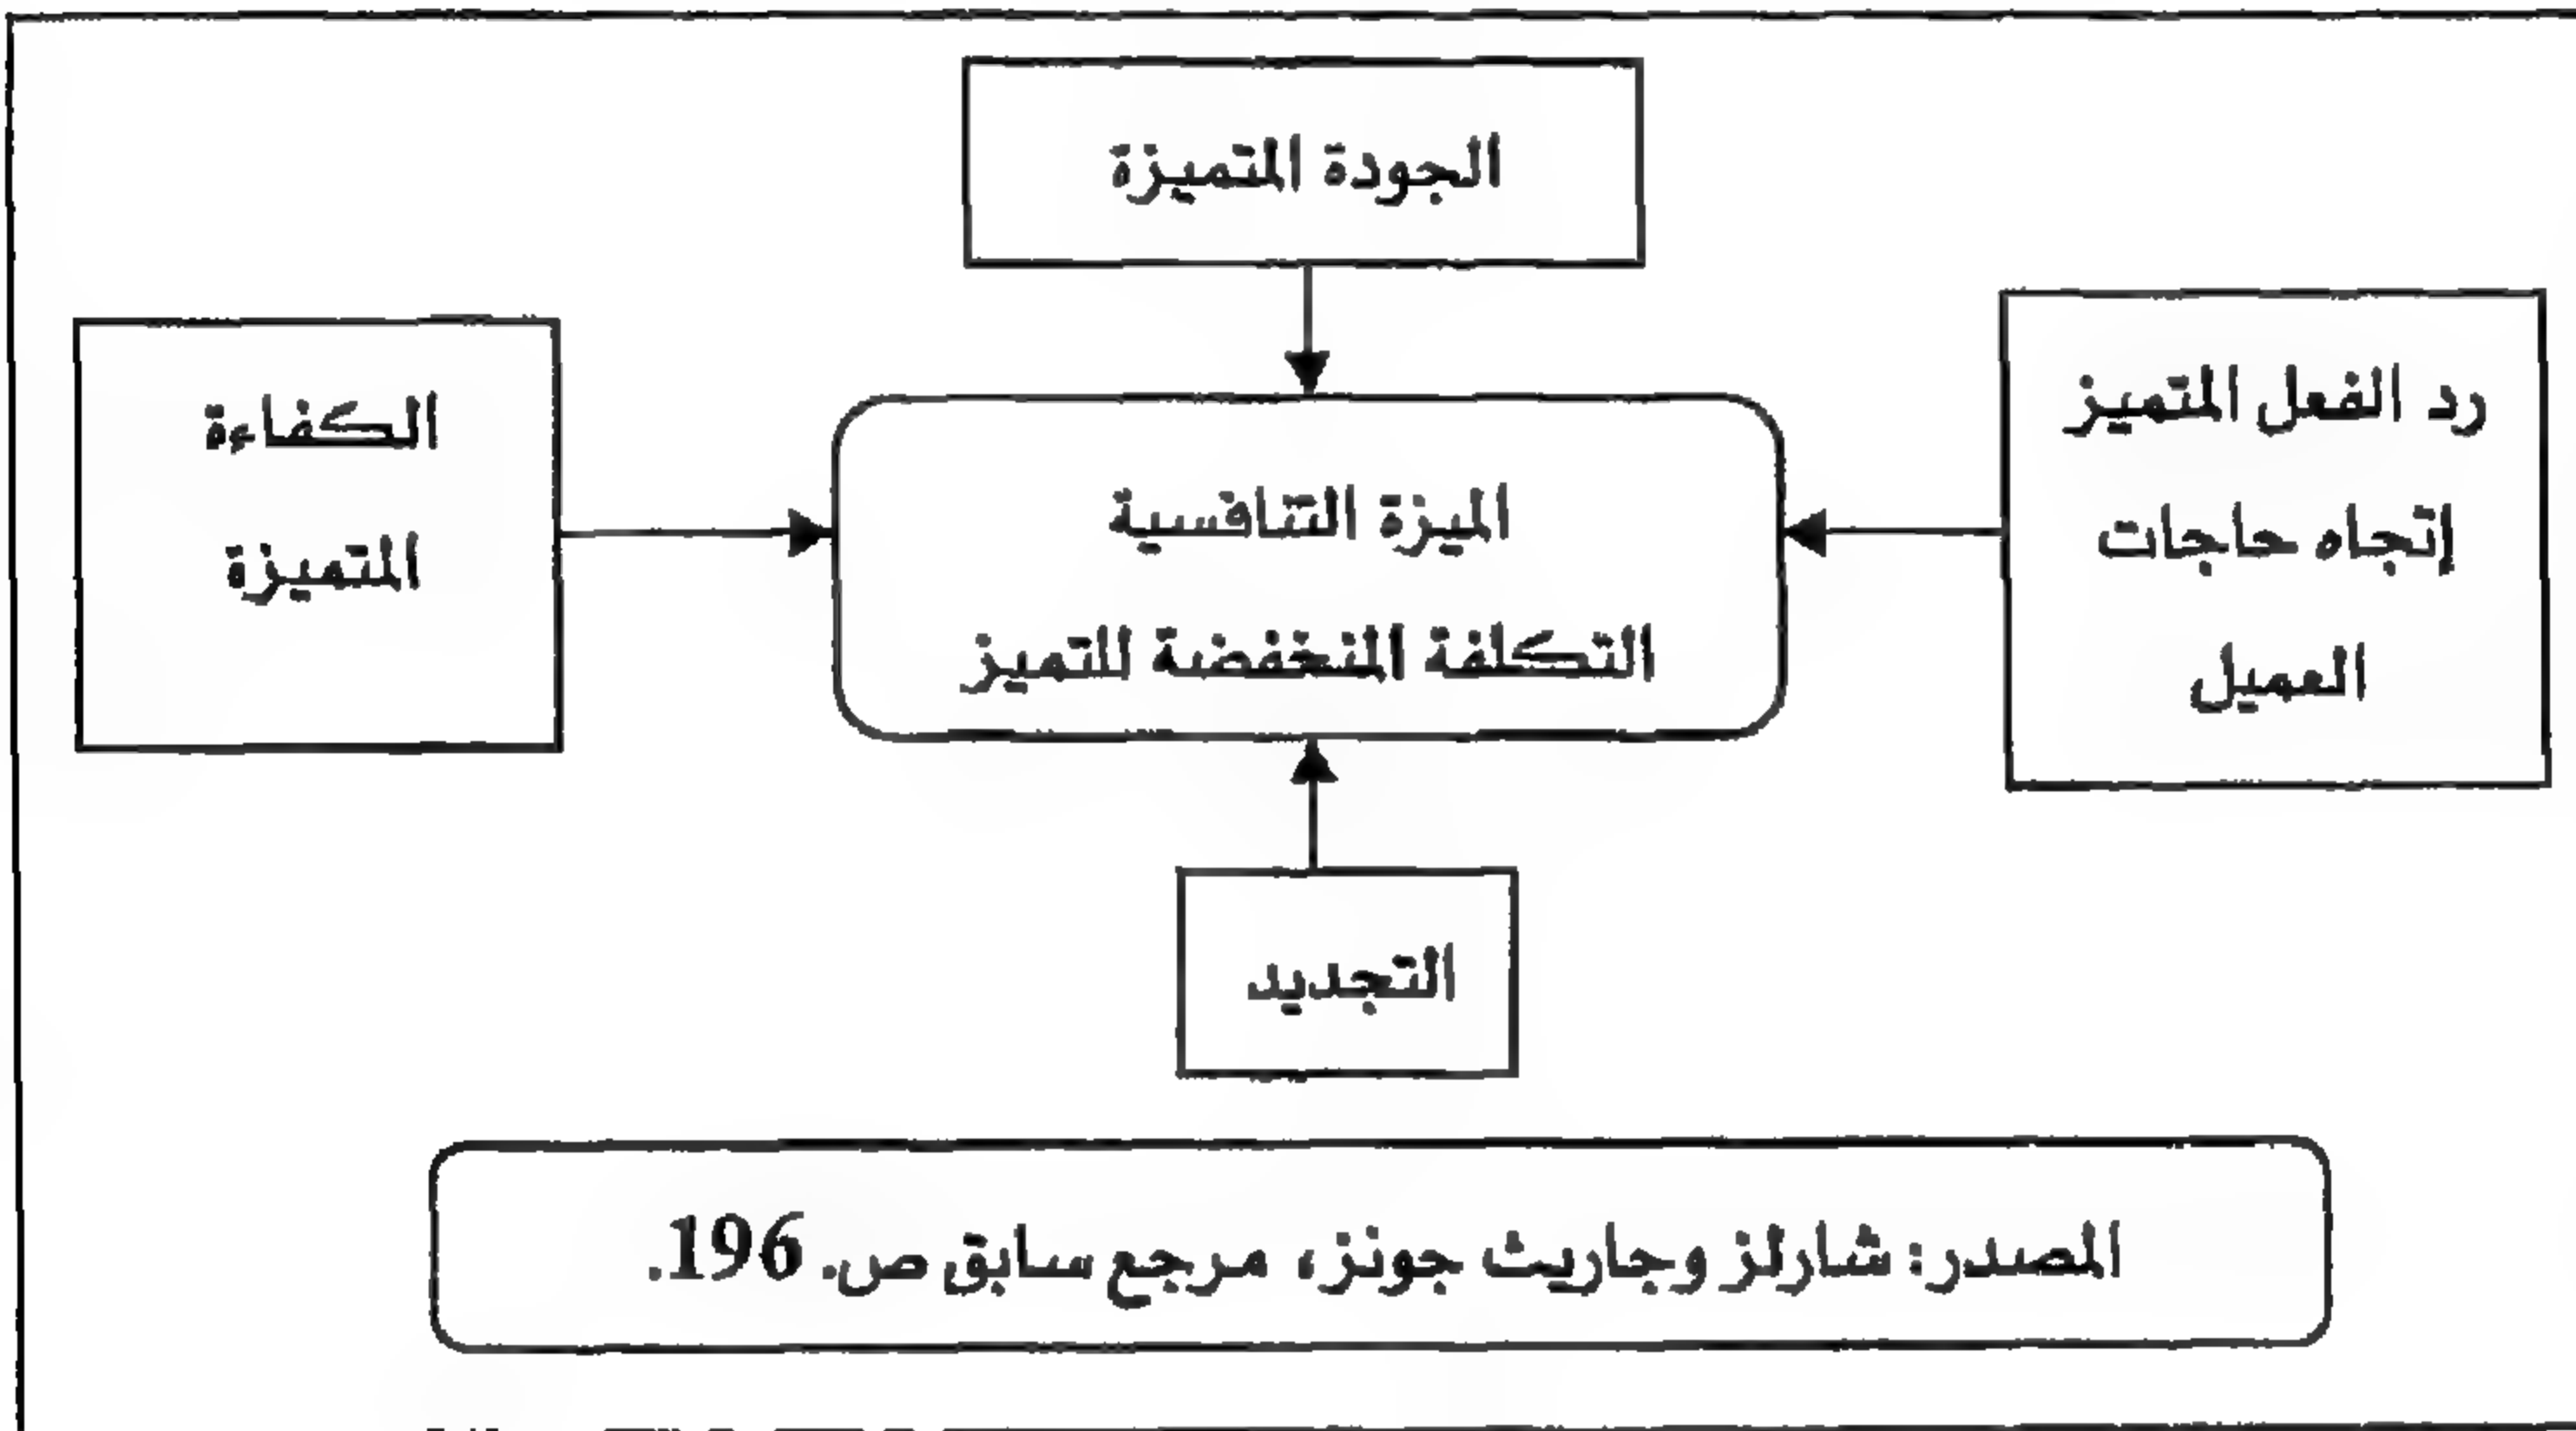 الجودة المتميزة
رد الفعل المتميز
إتجاه حاجات
العميل
الميزة التنافسية
التكلفة المنخفضة للتميز
الكفاءة
المتميزة
التجديد
المصدر: شارلز وجاريث جونز، مرجع سابق ص. 196.